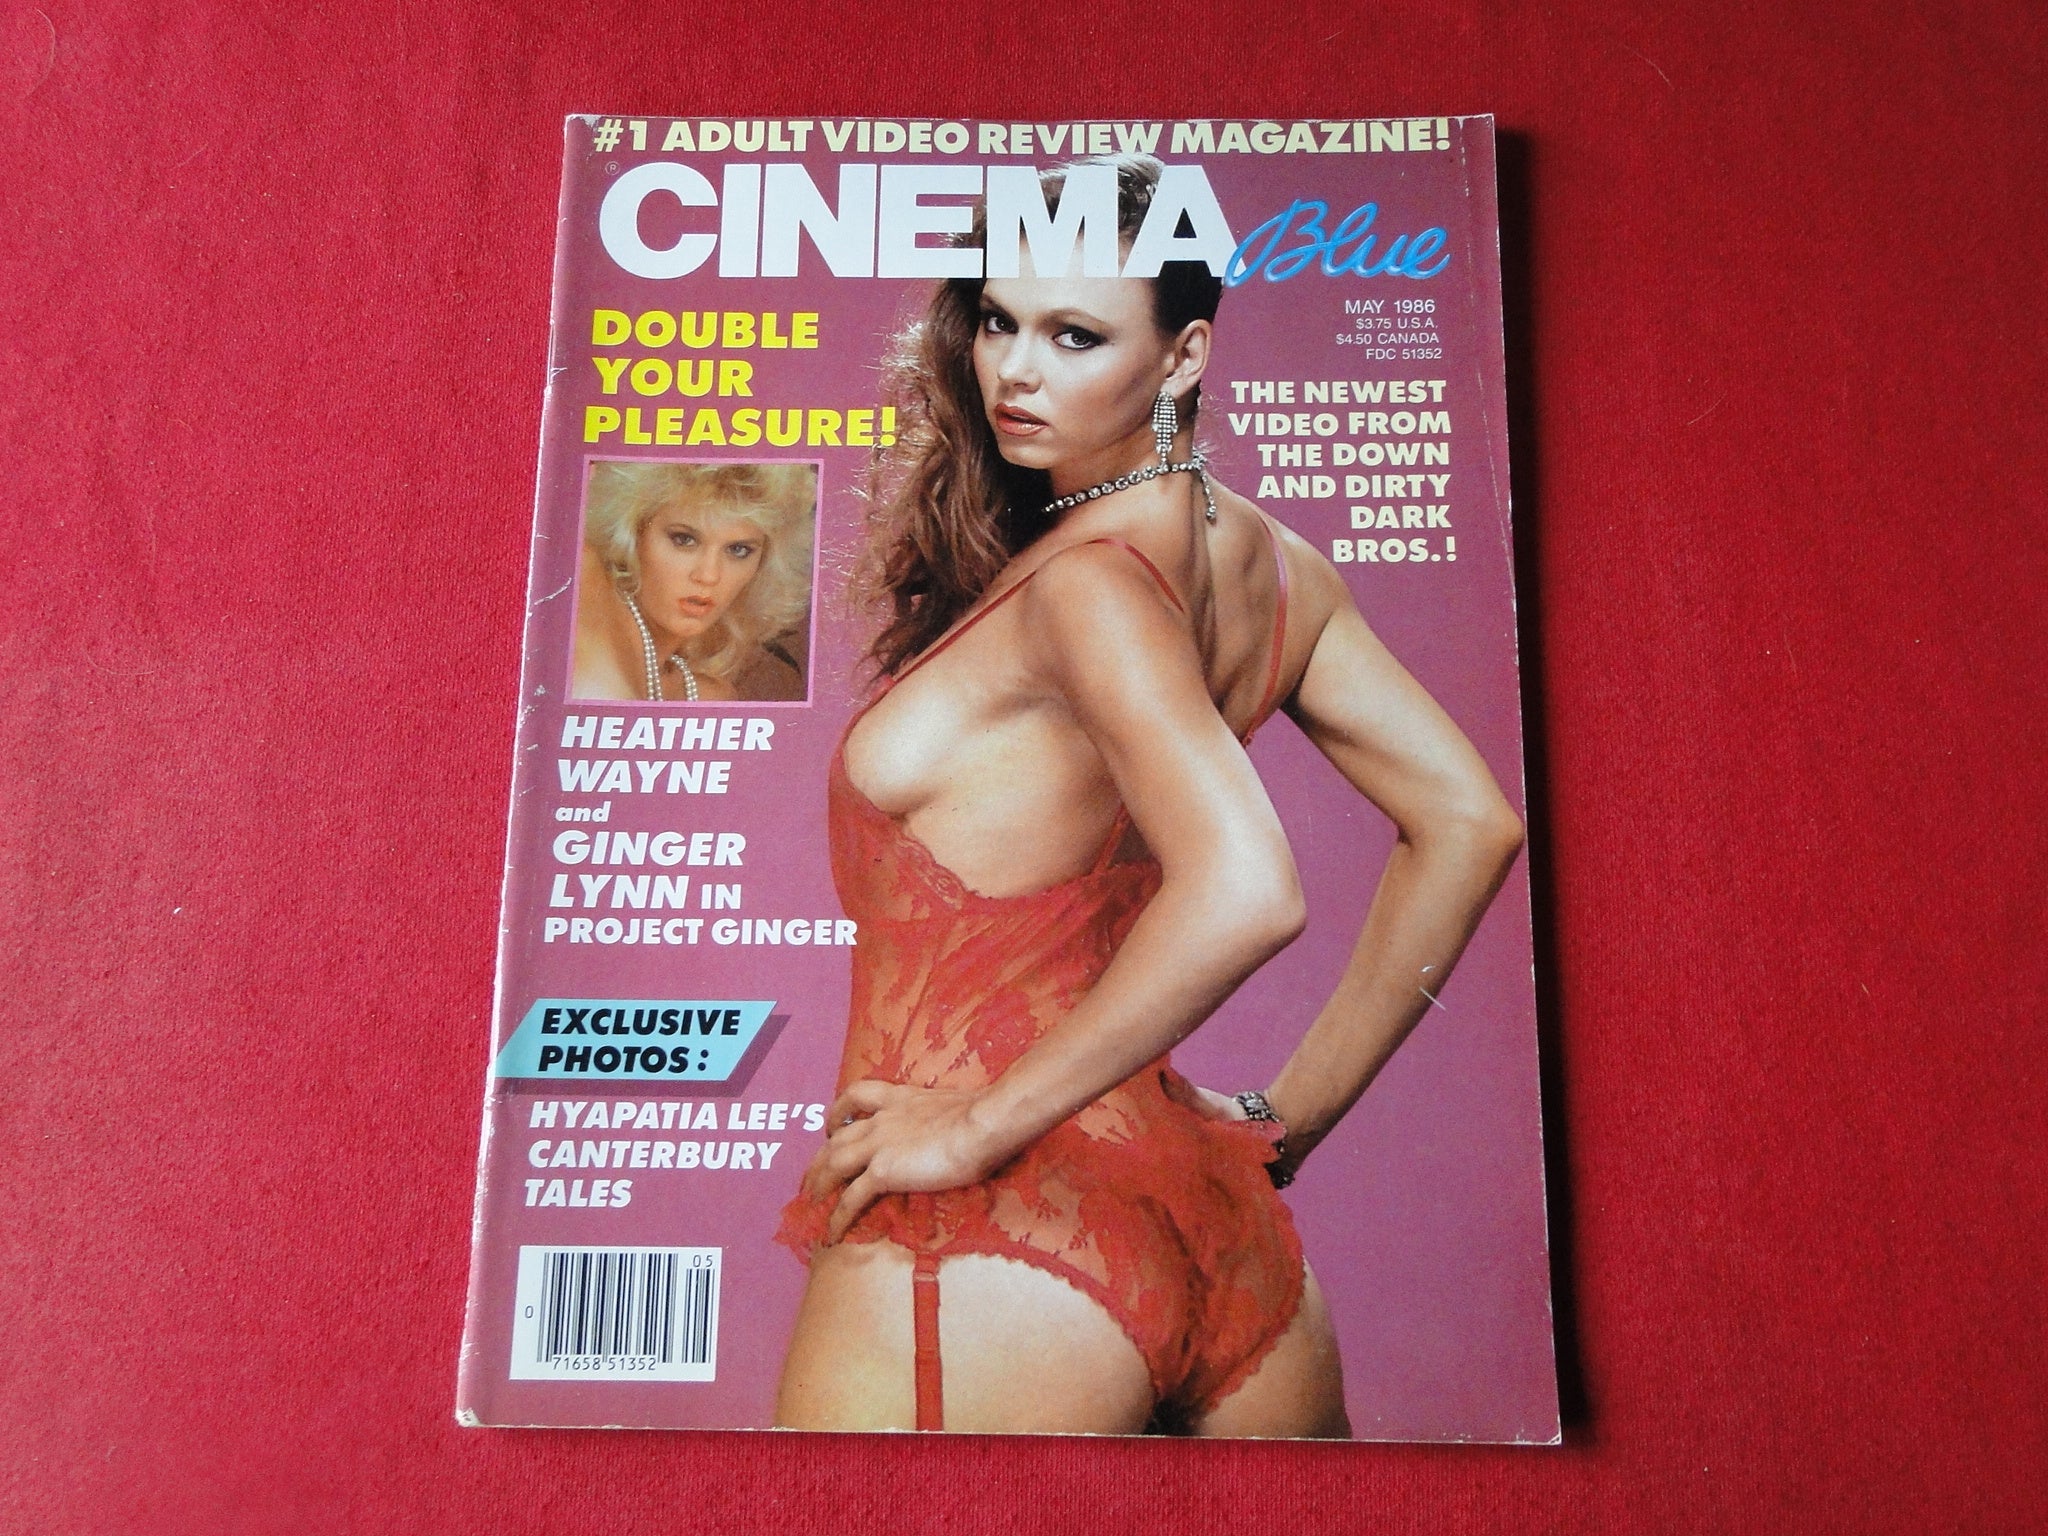 #1 ADULT VIDEO REVIEW MAGAZINE!
®
CINEMA
Blue
MAY 1986
$3.75 U.S.A.
$4.50 CANADA
FDC 51352
DOUBLE
YOUR
PLEASURE!
THE NEWEST
VIDEO FROM
THE DOWN
AND DIRTY
DARK
BROS.!
HEATHER
WAYNE
and
GINGER
LYNN IN
PROJECT GINGER
EXCLUSIVE
PHOTOS:
HYAPATIA LEE'S
CANTERBURY
TALES
05
0
71658 51352